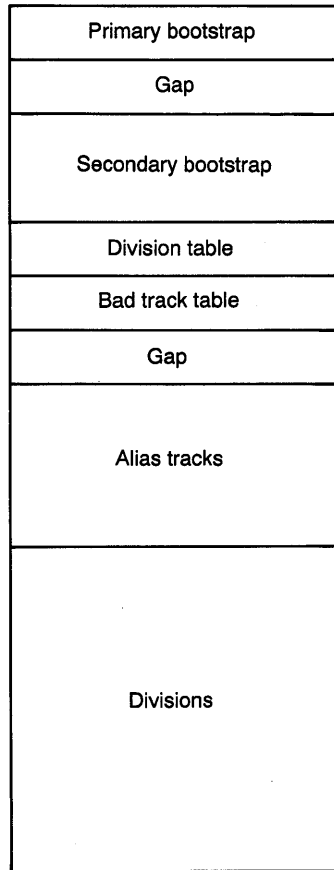 Primary bootstrap
Gap
Secondary bootstrap
Division table
Bad track table
Gap
Alias tracks
Divisions